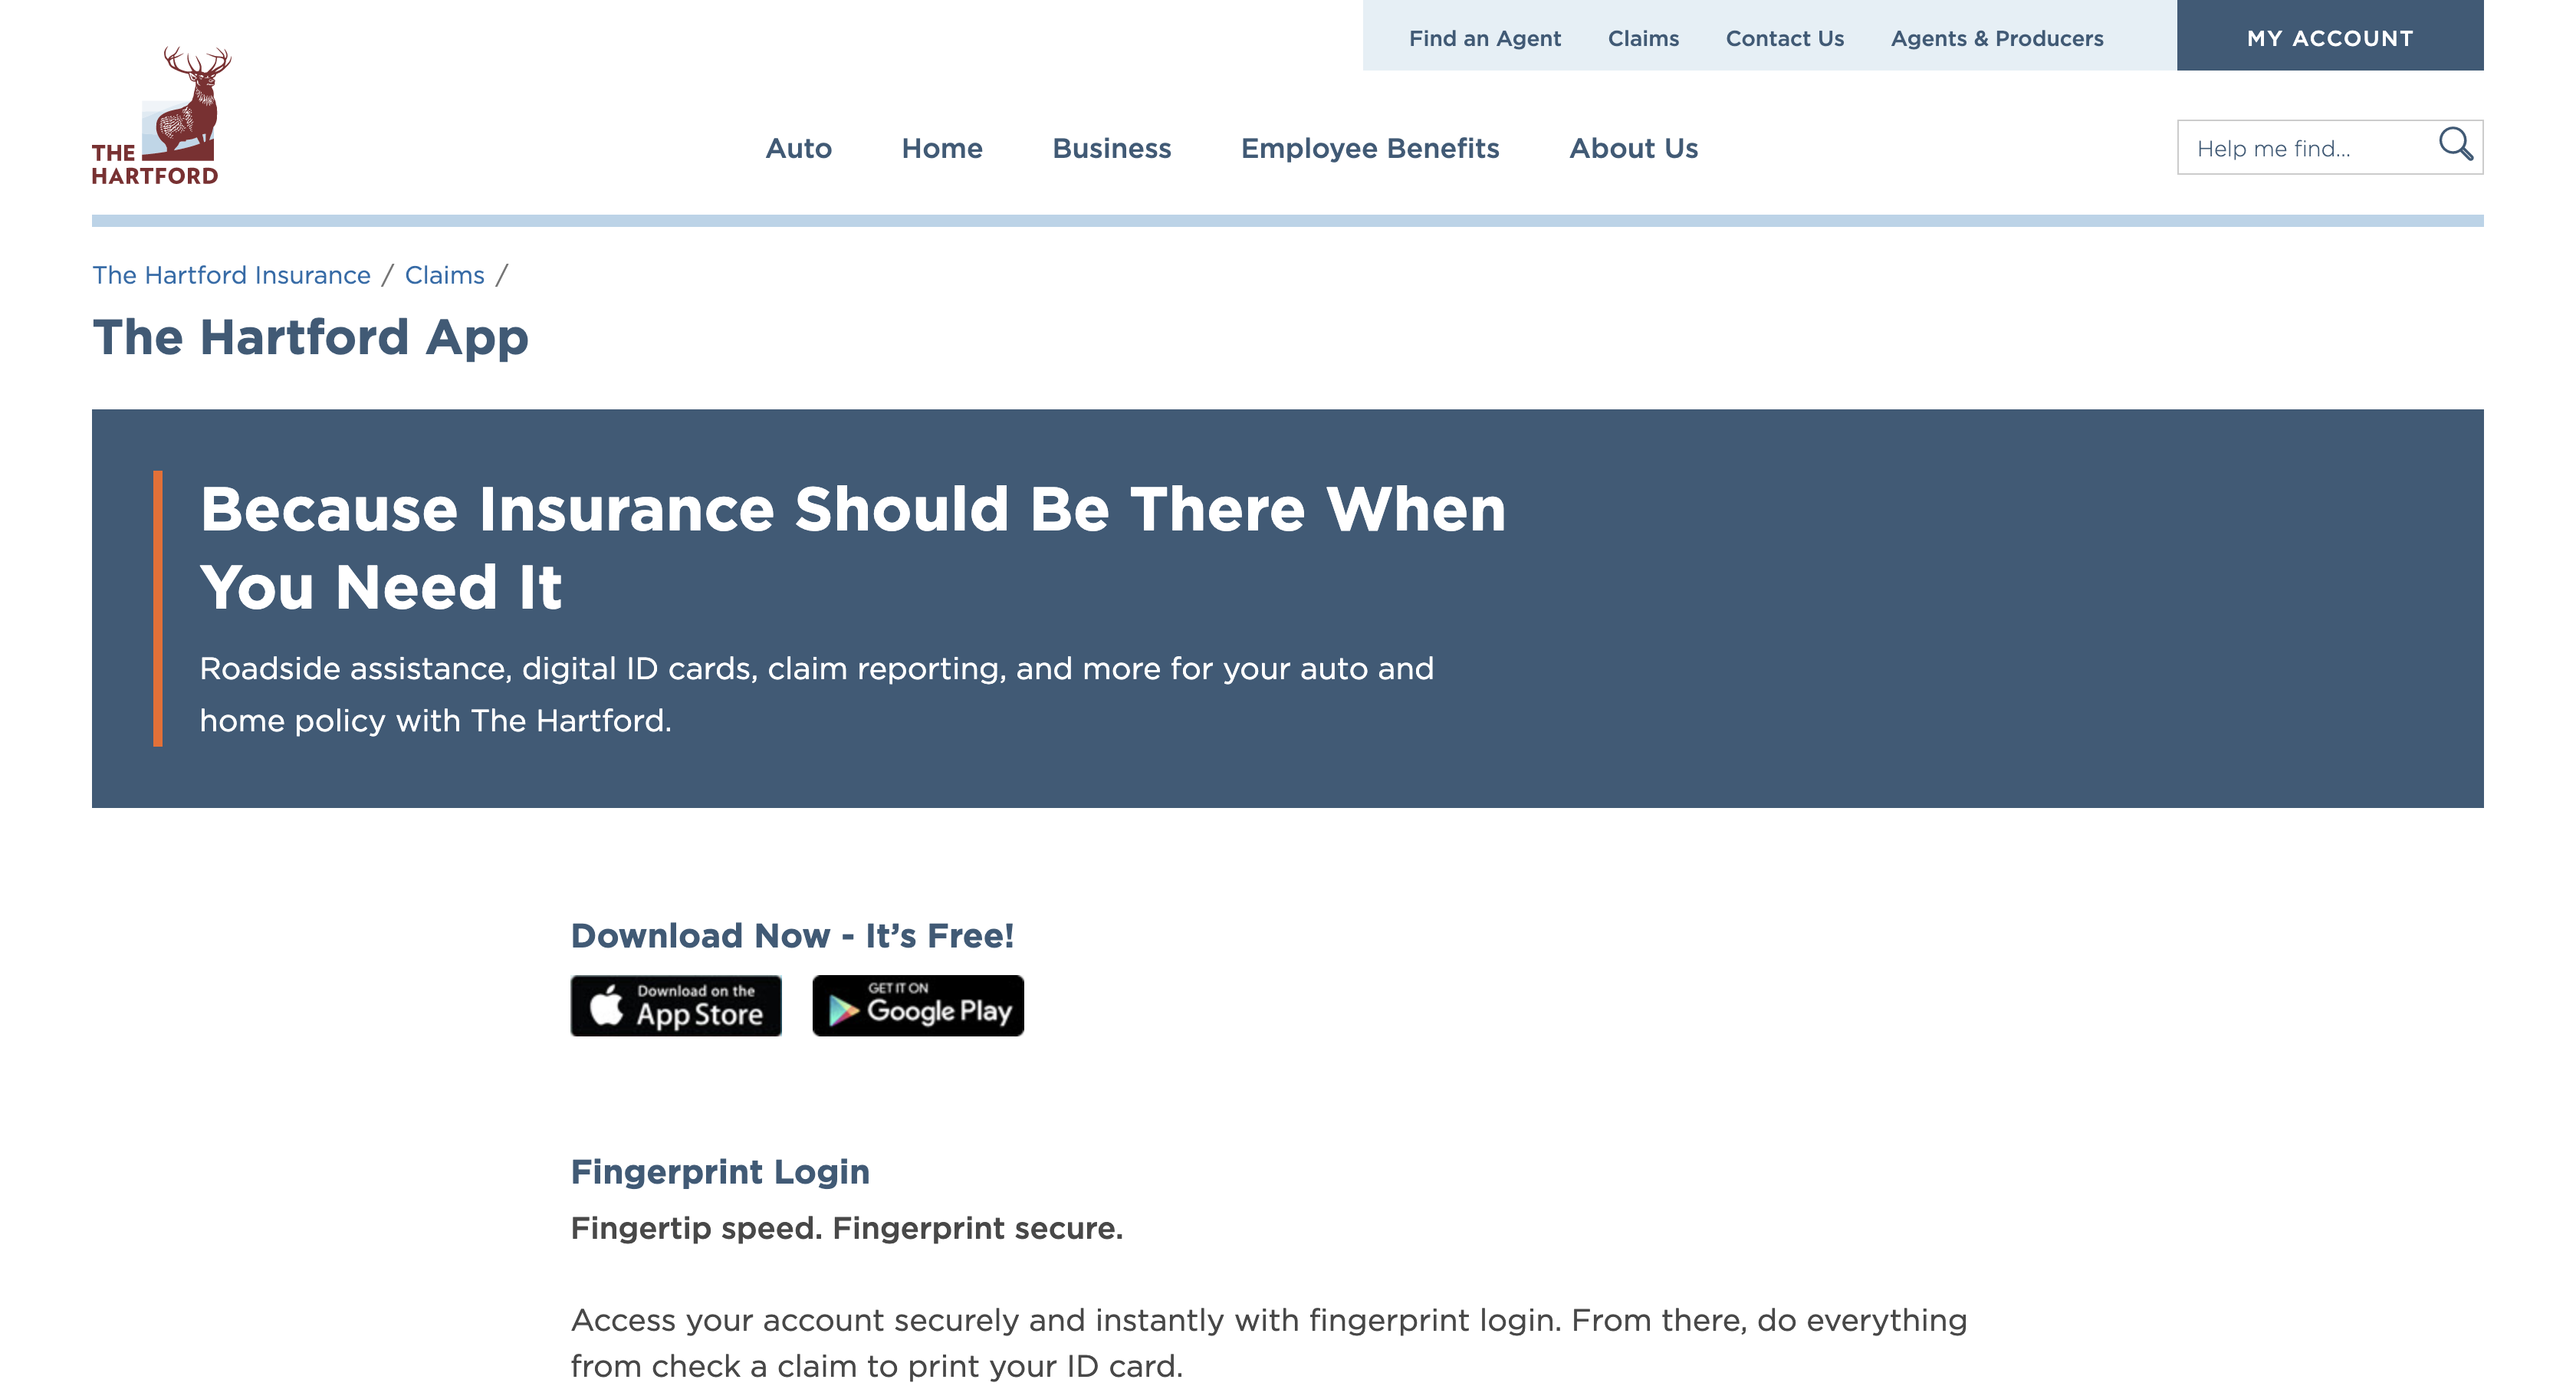 Find an Agent
Claims
Contact Us
Agents & Producers
MY ACCOUNT
THE
HARTFORD
Auto
Home
Business
Employee Benefits
About Us
Help me find...
The Hartford Insurance / Claims /
The Hartford App
Because Insurance Should Be There When
You Need It
Roadside assistance, digital ID cards, claim reporting, and more for your auto and
home policy with The Hartford.
Download Now - It’s Free!
Download on the
App Store
GET IT ON
Google Play
Fingerprint Login
Fingertip speed. Fingerprint secure.
Access your account securely and instantly with fingerprint login. From there, do everything
from check a claim to print your ID card.